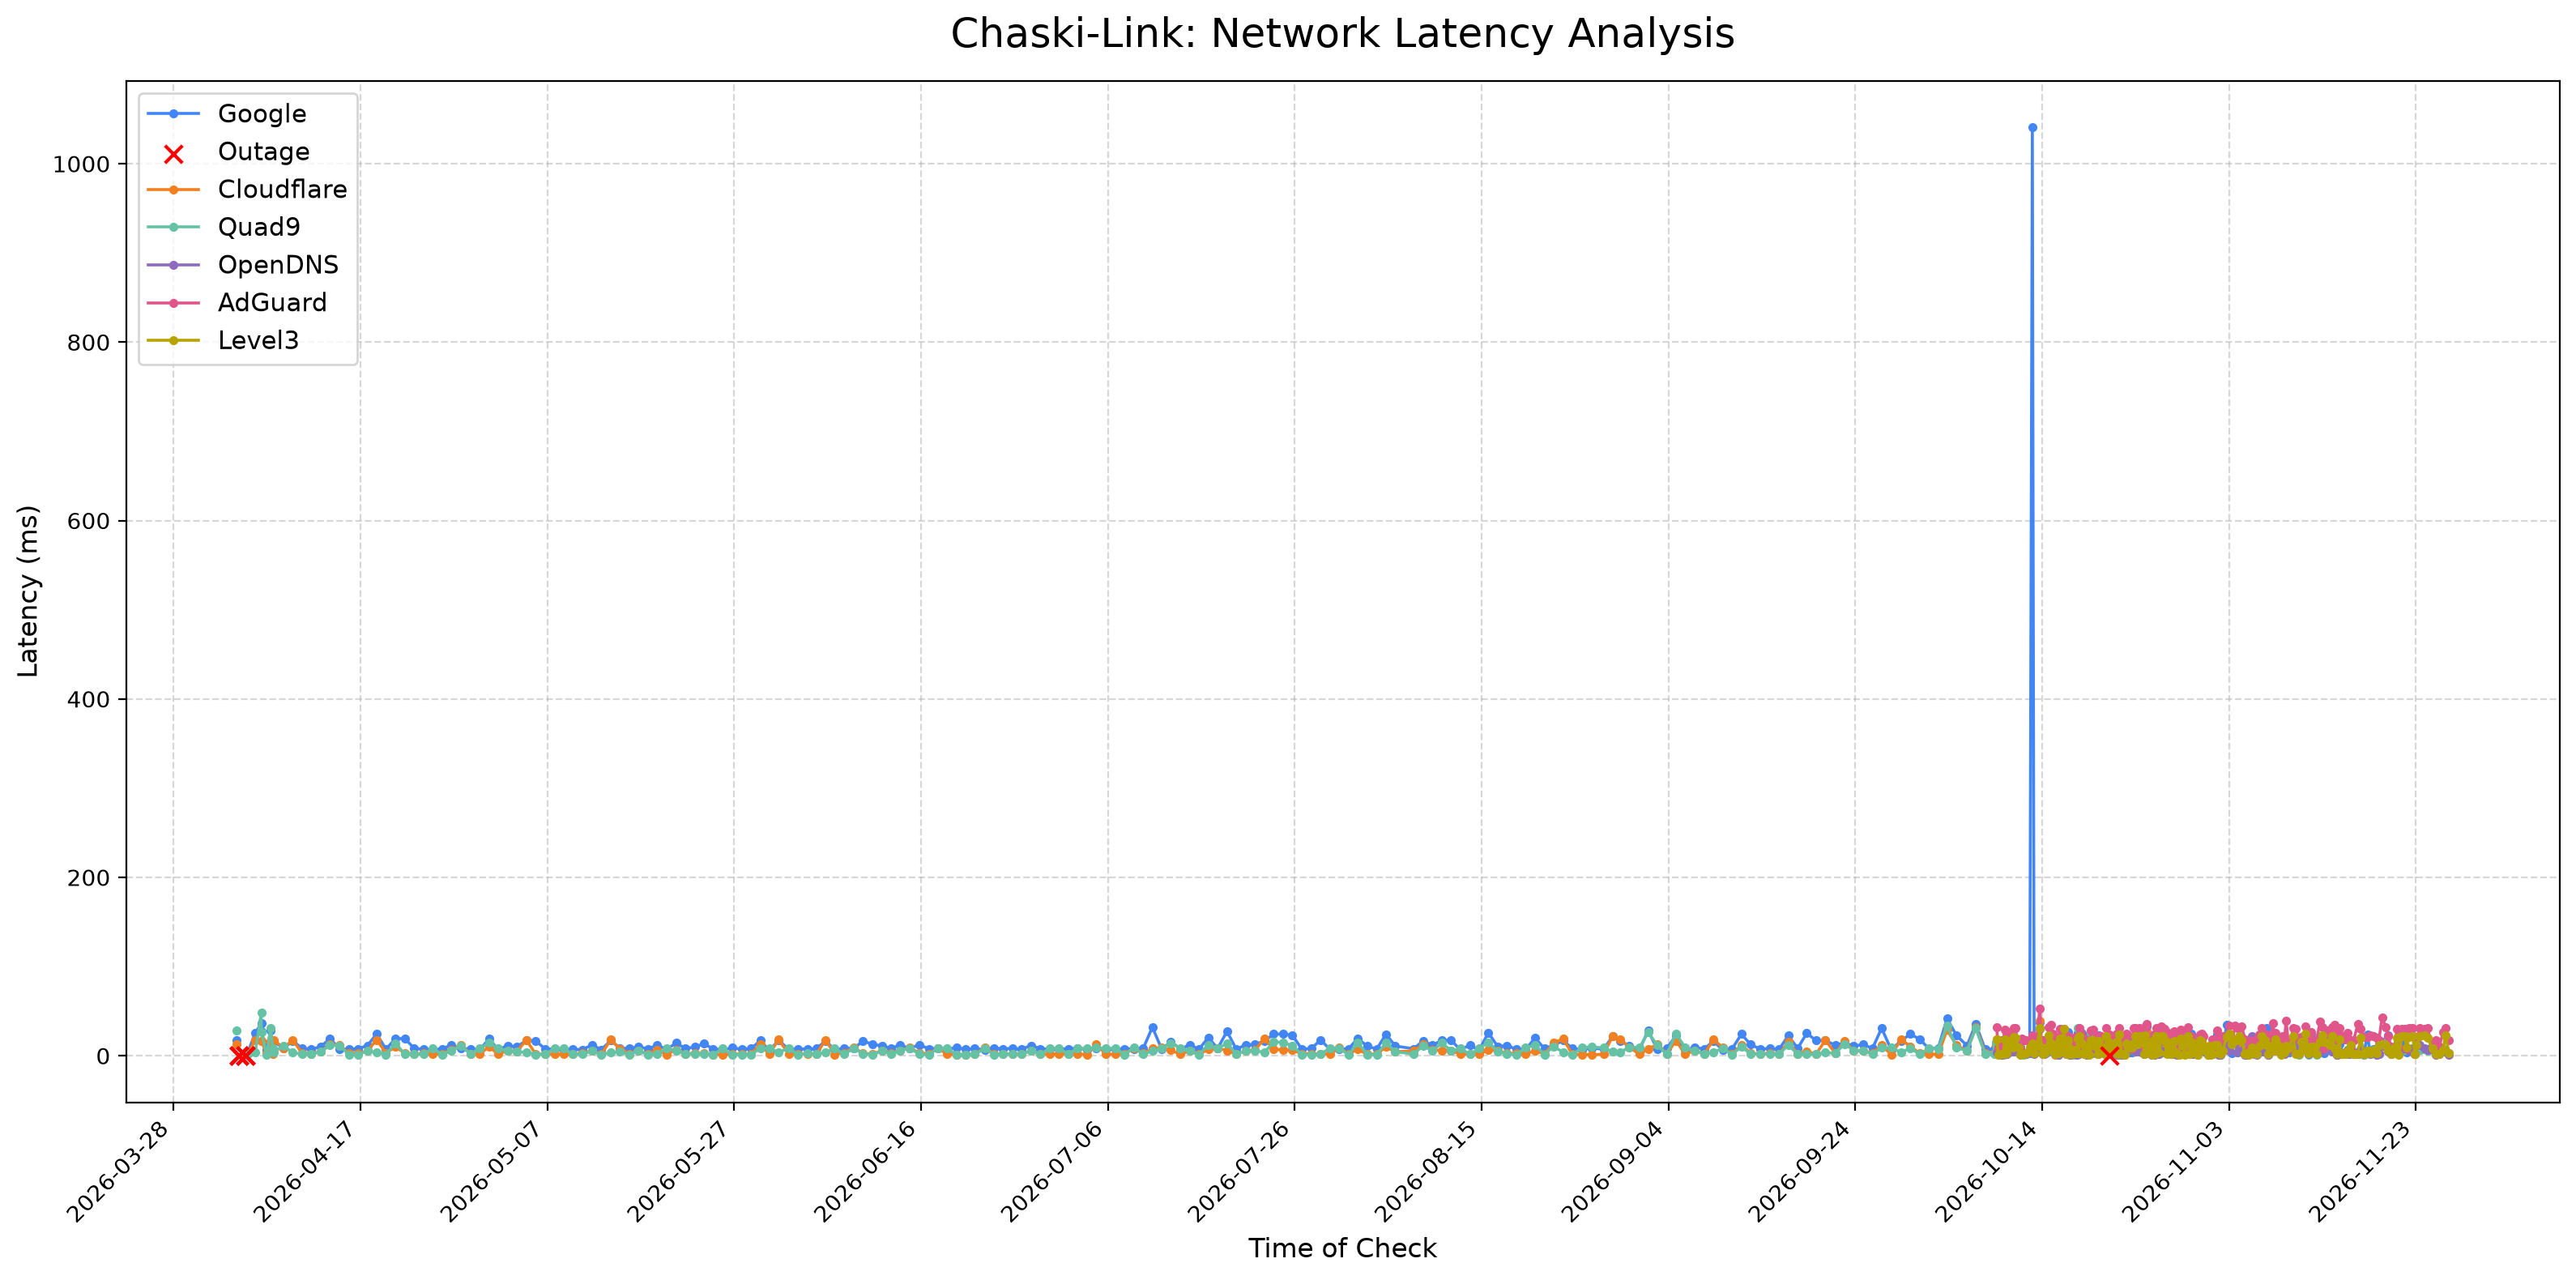 Chaski-Link: Network Latency Analysis
Google
Outage
Cloudflare
Quad9
OpenDNS
AdGuard
Level3
Latency (ms)
1000
800
600
400
200
0
2026-03-28
2026-04-17
2026-05-07
2026-05-27
2026-06-16
2026-07-06
2026-07-26
2026-08-15
2026-09-04
2026-09-24
2026-10-14
2026-11-03
2026-11-23
Time of Check